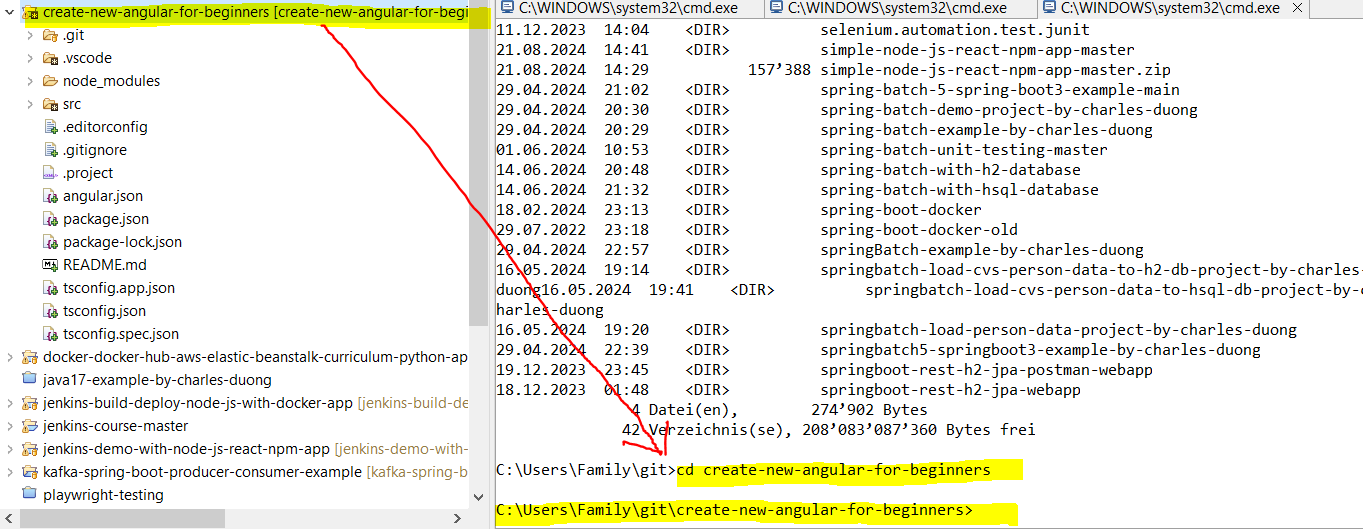 create-new-angular-for-beginners [create-new-angular-for-begi
.git
.vscode
node_modules
src
.editorconfig
.gitignore
.project
angular.json
package.json
package-lock.json
README.md
tsconfig.app.json
tsconfig.json
tsconfig.spec.json
docker-docker-hub-aws-elastic-beanstalk-curriculum-python-ap
java17-example-by-charles-duong
jenkins-build-deploy-node-js-with-docker-app [jenkins-build-de
jenkins-course-master
jenkins-demo-with-node-js-react-npm-app [jenkins-demo-with-
kafka-spring-boot-producer-consumer-example [kafka-spring-b
playwright-testing
C:\WINDOWS\system32\cmd.exe
C:\WINDOWS\system32\cmd.exe
C:\WINDOWS\system32\cmd.exe
11.12.2023 14:04 <DIR> selenium.automation.test.junit
21.08.2024 14:41 <DIR> simple-node-js-react-npm-app-master
21.08.2024 14:29 157’388 simple-node-js-react-npm-app-master.zip
29.04.2024 21:02 <DIR> spring-batch-5-spring-boot3-example-main
29.04.2024 20:30 <DIR> spring-batch-demo-project-by-charles-duong
29.04.2024 20:29 <DIR> spring-batch-example-by-charles-duong
01.06.2024 10:53 <DIR> spring-batch-unit-testing-master
14.06.2024 20:48 <DIR> spring-batch-with-h2-database
14.06.2024 21:32 <DIR> spring-batch-with-hsql-database
18.02.2024 23:13 <DIR> spring-boot-docker
29.07.2022 23:18 <DIR> spring-boot-docker-old
29.04.2024 22:57 <DIR> springBatch-example-by-charles-duong
16.05.2024 19:14 <DIR> springbatch-load-cvs-person-data-to-h2-db-project-by-charles-
duong16.05.2024 19:41 <DIR> springbatch-load-cvs-person-data-to-hsql-db-project-by-c
harles-duong
16.05.2024 19:20 <DIR> springbatch-load-person-data-project-by-charles-duong
29.04.2024 22:39 <DIR> springbatch5-springboot3-example-by-charles-duong
19.12.2023 23:45 <DIR> springboot-rest-h2-jpa-postman-webapp
18.12.2023 01:48 <DIR> springboot-rest-h2-jpa-webapp
4 Datei(en), 274’902 Bytes
42 Verzeichnis(se), 208’083’087’360 Bytes frei
C:\Users\Family\git>cd create-new-angular-for-beginners
C:\Users\Family\git\create-new-angular-for-beginners>